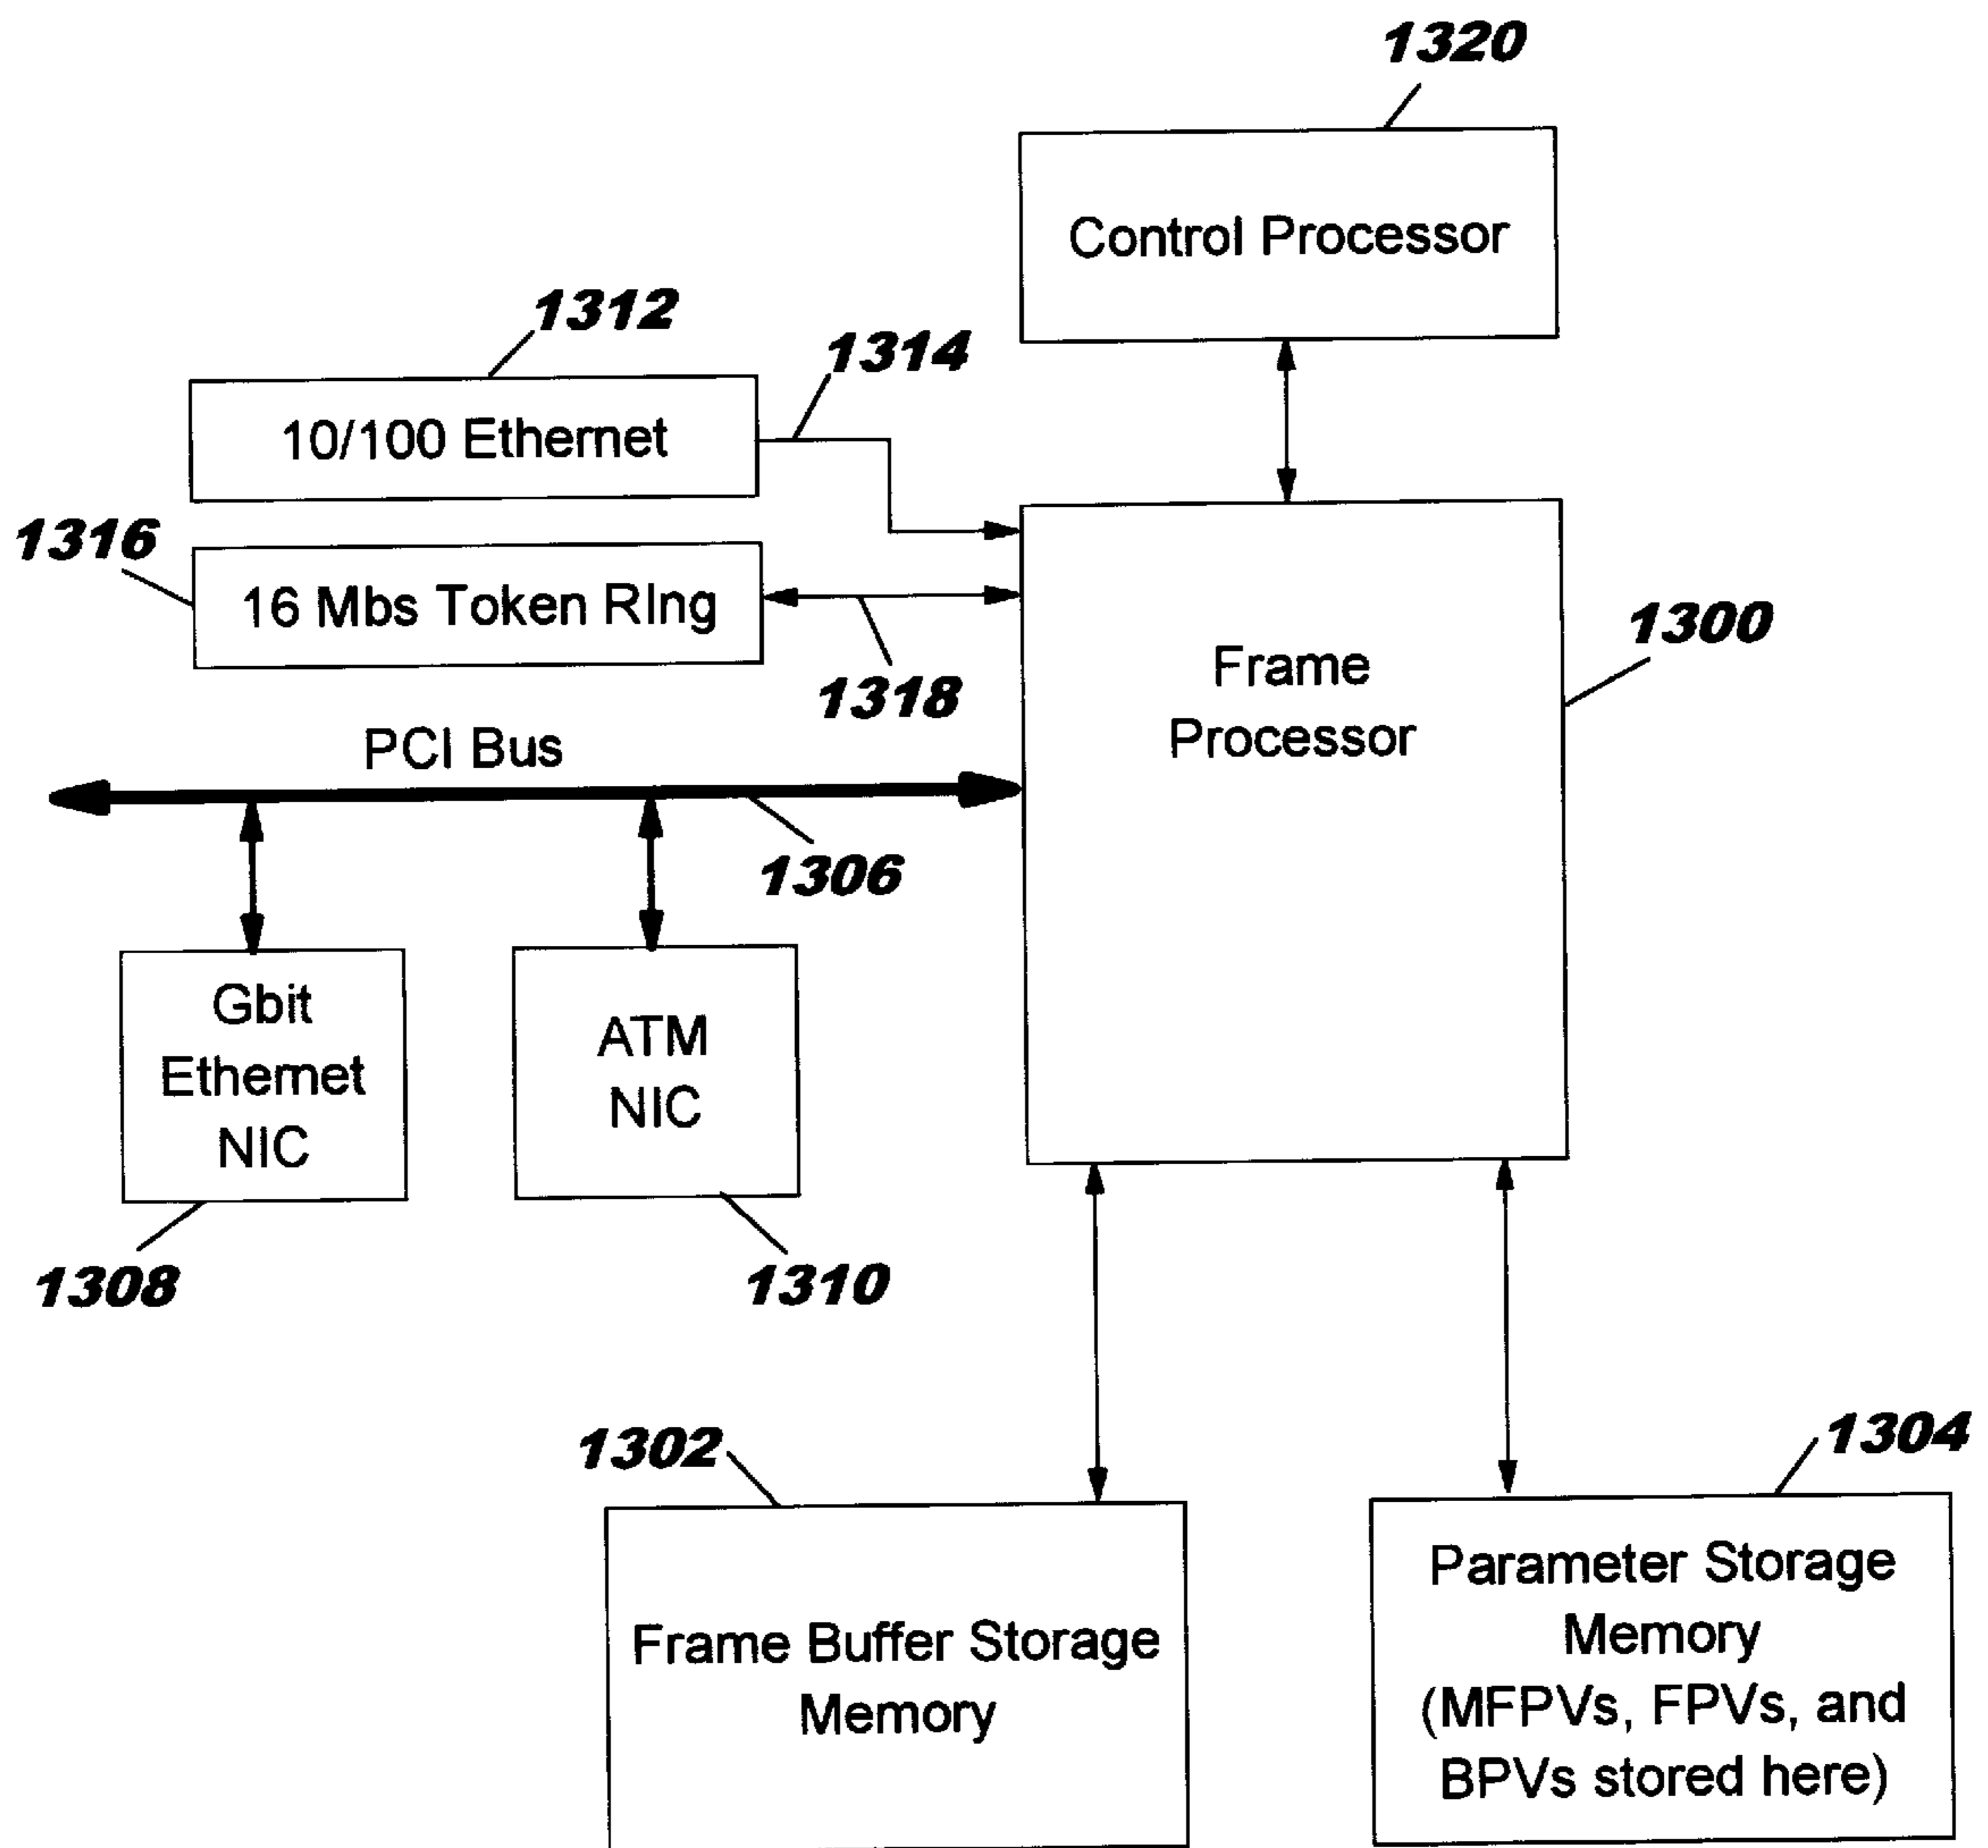 1320
Control Processor
1312
1314
10/100 Ethernet
1316
16 Mbs Token RIng
1318
1300
Frame
Processor
PCI Bus
1306
Gbit
Ethernet
NIC
ATM
NIC
1308
1310
1302
1304
Frame Buffer Storage
Memory
Parameter Storage
Memory
(MFPVs, FPVs, and
BPVs stored here)